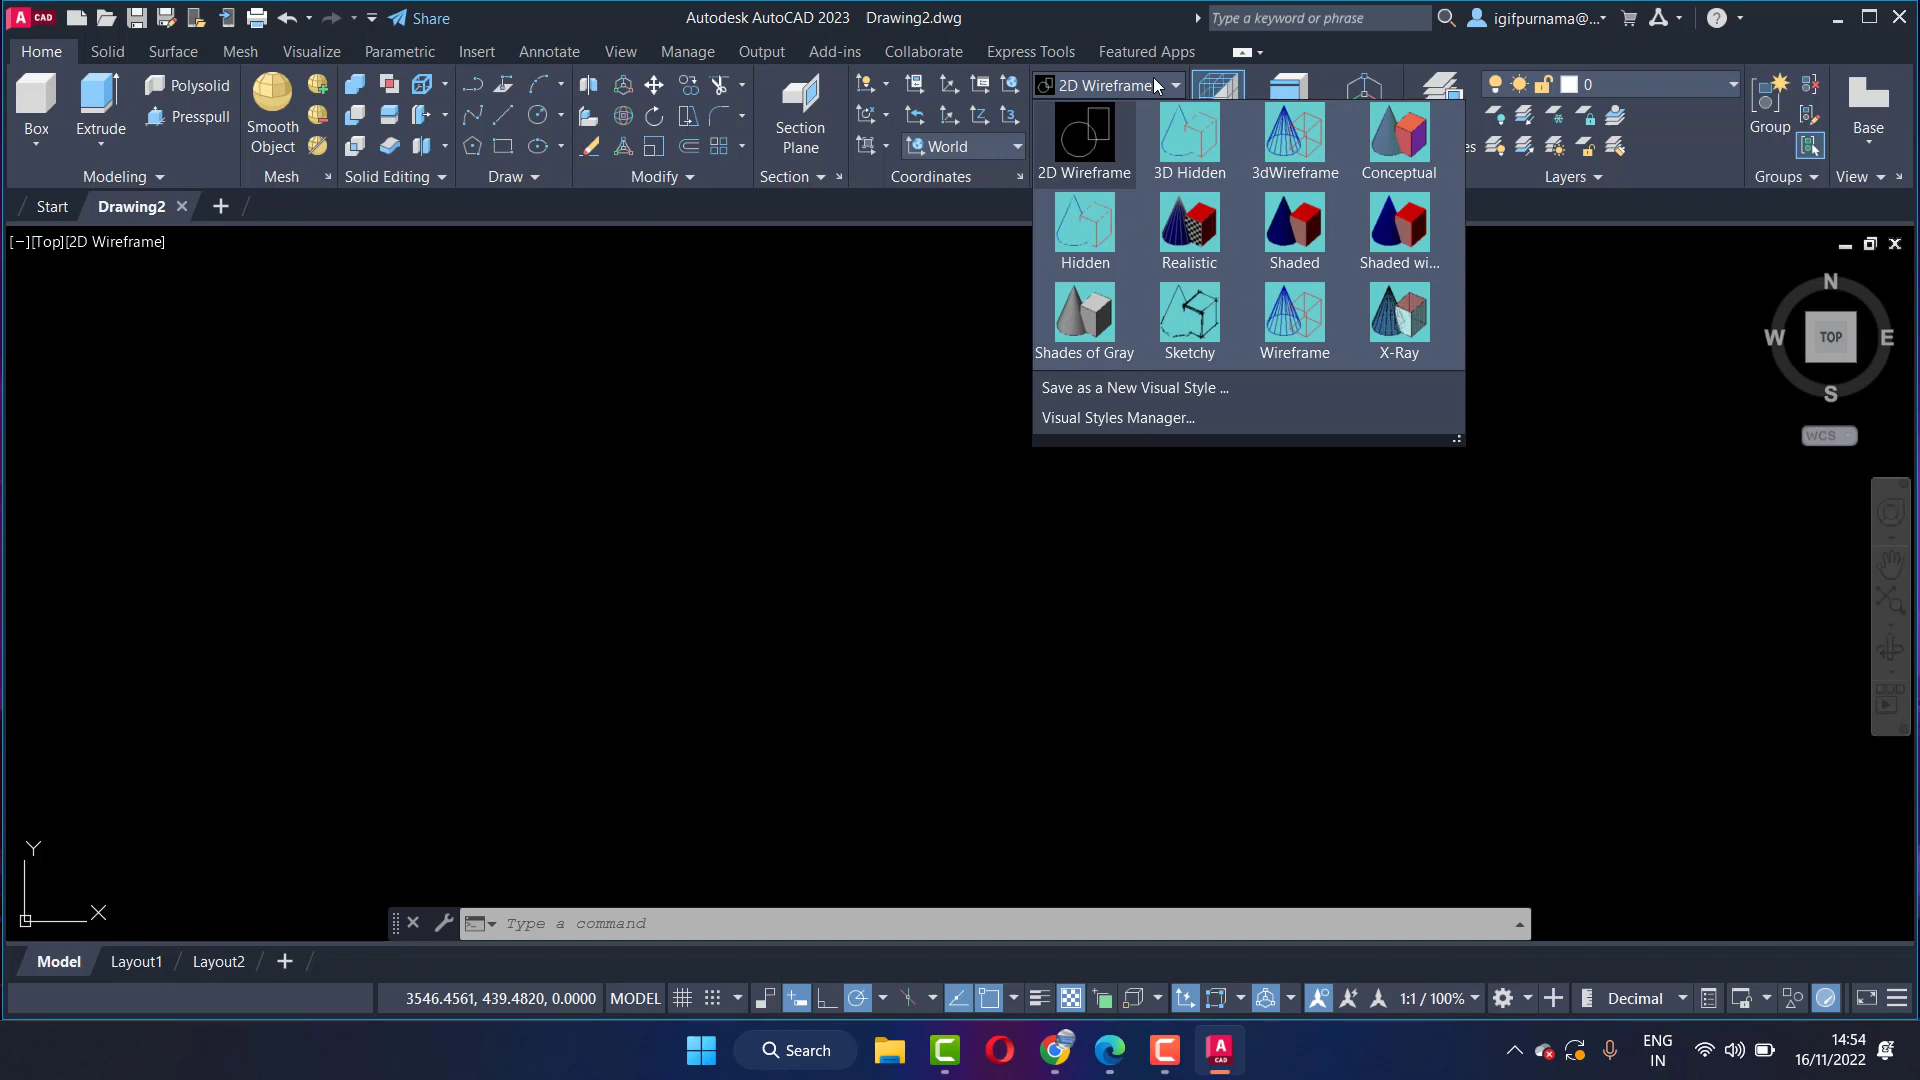 A CAD Share Autodesk AutoCAD 2023 Drawing2.dwg Type a keyword or phrase igifpurnama@...
Home Solid Surface Mesh Visualize Parametric Insert Annotate View Manage Output Add-ins Collaborate Express Tools Featured Apps
Polysolid 2D Wireframe 0
Presspull
Box Extrude Smooth Object Section Plane World Group Base
Modeling Mesh Solid Editing Draw Modify Section Coordinates Layers Groups View
2D Wireframe 3D Hidden 3dWireframe Conceptual
Hidden Realistic Shaded Shaded wi...
Shades of Gray Sketchy Wireframe X-Ray
Save as a New Visual Style ...
Visual Styles Manager...
Start Drawing2
[−][Top][2D Wireframe]
N
W TOP E
S
WCS
Y
X
Type a command
Model Layout1 Layout2
3546.4561, 439.4820, 0.0000 MODEL 1:1 / 100% Decimal
Search
ENG
IN
14:54
16/11/2022